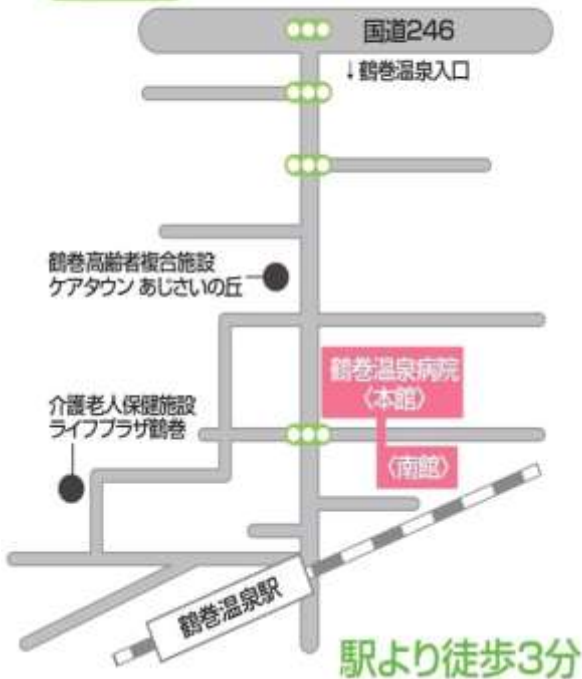 国道246
↓鶴巻温泉入口
鶴巻高齢者複合施設
ケアタウン あじさいの丘
鶴巻温泉病院
〈本館〉
介護老人保健施設
ライフプラザ鶴巻
〈南館〉
鶴巻温泉駅
駅より徒歩3分